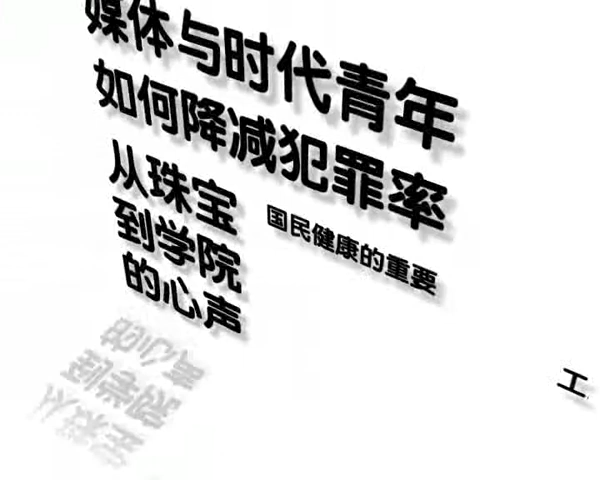 媒体与时代青年
如何降减犯罪率
从珠宝
到学院
的心声
国民健康的重要
工